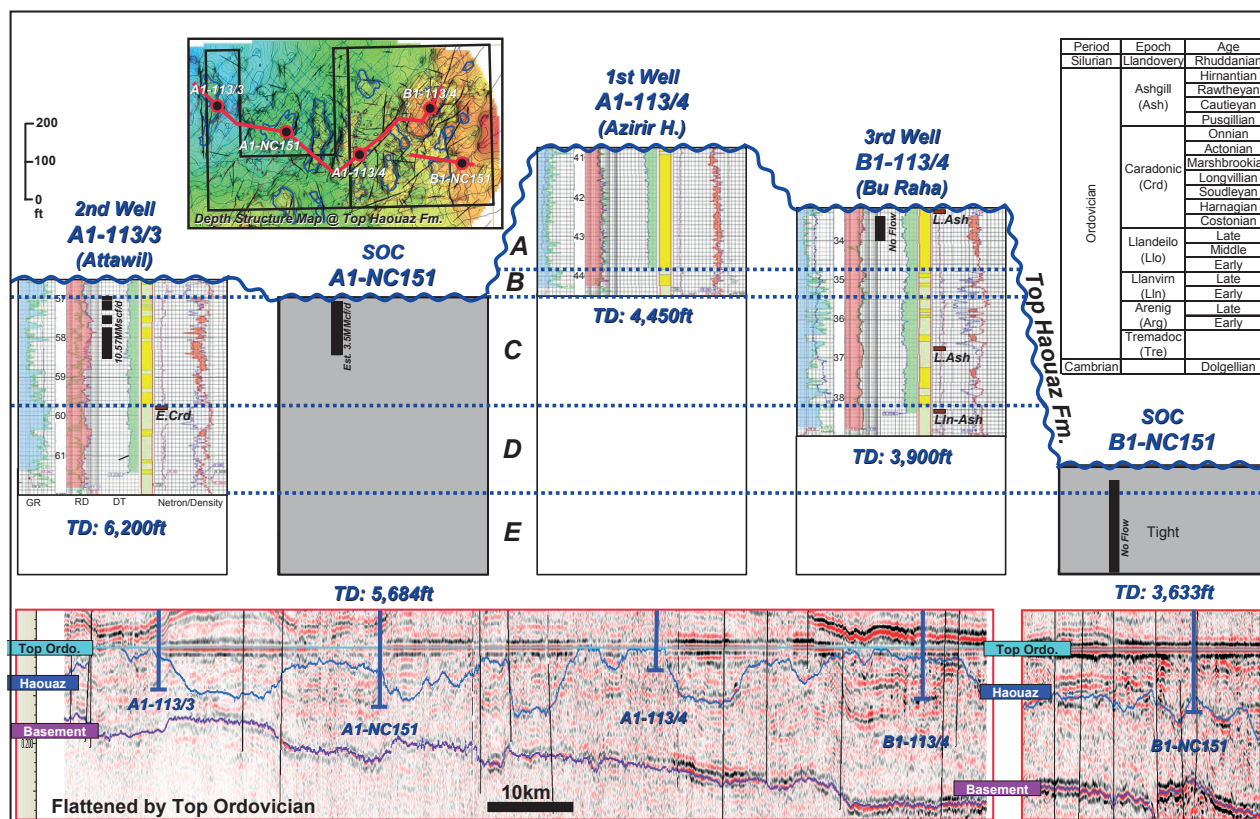 A1-113/3
A1-NC151
A1-113/4
B1-113/4
B1-NC151
Depth Structure Map @ Top Haouaz Fm.
200
100
0
ft
2nd Well
A1-113/3
(Attawil)
57
58
59
60
61
10.57MMscf/d
E.Crd
GR
RD
DT
Netron/Density
TD: 6,200ft
SOC
A1-NC151
Est. 3.5MMcf/d
TD: 5,684ft
1st Well
A1-113/4
(Azirir H.)
41
42
43
44
TD: 4,450ft
A
B
C
D
E
3rd Well
B1-113/4
(Bu Raha)
34
35
36
37
38
No Flow
L.Ash
L.Ash
Lln-Ash
TD: 3,900ft
Top Haouaz Fm.
SOC
B1-NC151
No Flow
Tight
TD: 3,633ft
Period Epoch Age
Silurian Llandovery Rhuddanian
Ordovician
Ashgill
(Ash)
Hirnantian
Rawtheyan
Cautieyan
Pusgillian
Caradonic
(Crd)
Onnian
Actonian
Marshbrookia
Longvillian
Soudleyan
Harnagian
Costonian
Llandeilo
(Llo)
Late
Middle
Early
Llanvirn
(Lln)
Late
Early
Arenig
(Arg)
Late
Early
Tremadoc
(Tre)
Cambrian Dolgellian
Top Ordo.
Haouaz
Basement
A1-113/3
A1-NC151
A1-113/4
B1-113/4
Flattened by Top Ordovician
10km
Top Ordo.
Haouaz
Basement
B1-NC151